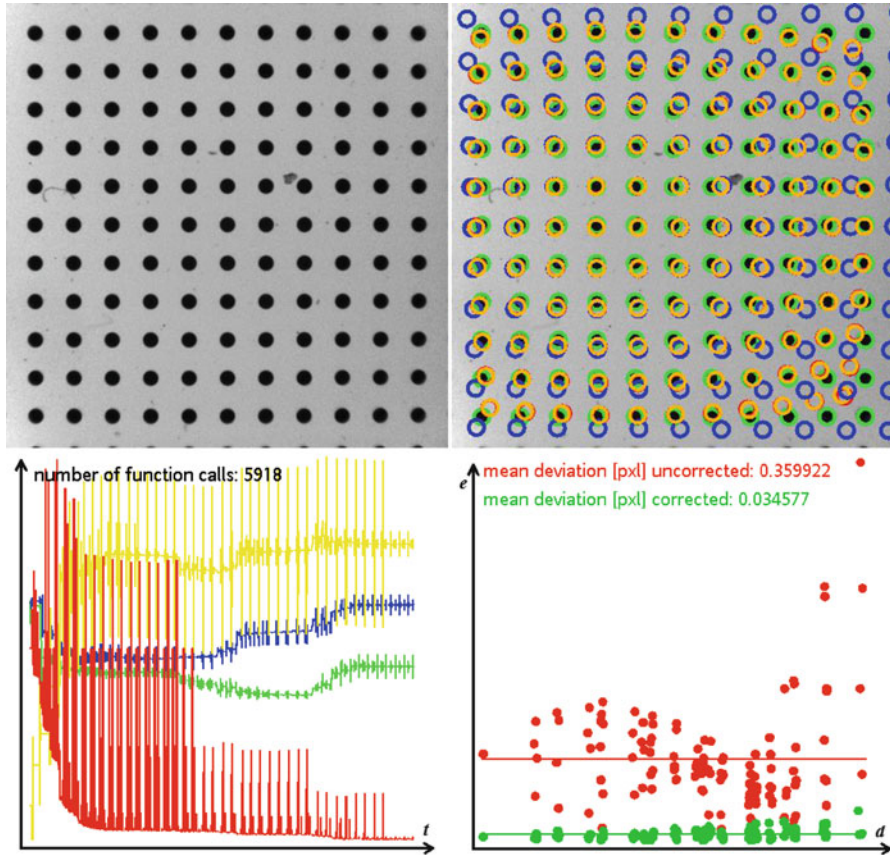 number of function calls: 5918
t
e
mean deviation [pxl] uncorrected: 0.359922
mean deviation [pxl] corrected: 0.034577
d